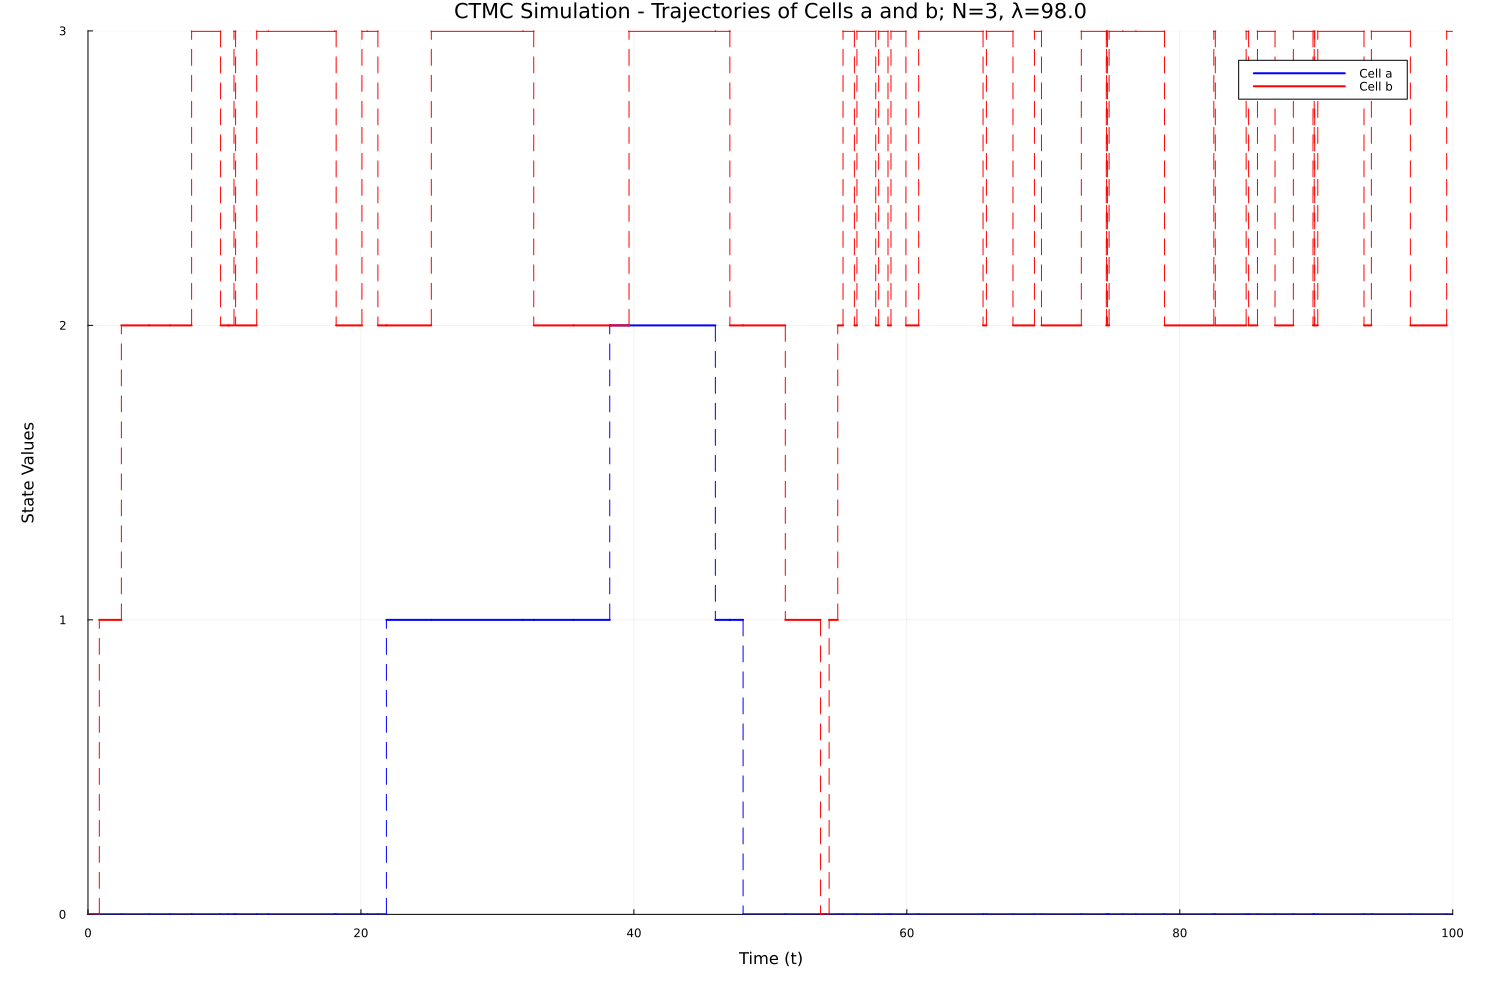 CTMC Simulation - Trajectories of Cells a and b; N=3, λ=98.0
3
Cell a
Cell b
2
State Values
1
0
0 20 40 60 80 100
Time (t)